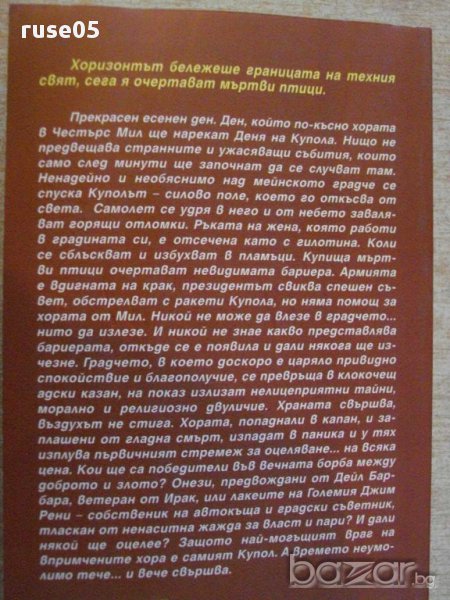 ruse05
Хоризонтът бележеше границата на техния
свят, сега я очертават мъртви птици.
Прекрасен есенен ден. Ден, който по-късно хората
в Честърс Мил ще нарекат Деня на Купола. Нищо не
предвещава странните и ужасяващи събития, които
само след минути ще започнат да се случват там.
Ненадейно и необяснимо над мейнското градче се
спуска Куполът – силово поле, което го откъсва от
света. Самолет се удря в него и от небето заваля-
ват горящи отломки. Ръката на жена, която работи
в градината си, е отсечена като с гилотина. Коли
се сблъскват и избухват в пламъци. Купища мърт-
ви птици очертават невидимата бариера. Армията
е вдигната на крак, президентът свиква спешен съ-
вет, обстрелват с ракети Купола, но няма помощ за
хората от Мил. Никой не може да влезе в градчето...
нито да излезе. И никой не знае какво представлява
бариерата, откъде се е появила и дали някога ще из-
чезне. Градчето, в което доскоро е царяло привидно
спокойствие и благополучие, се превръща в клокочещ
адски казан, на показ излизат нелицеприятни тайни,
морално и религиозно двуличие. Храната свършва,
въздухът не стига. Хората, попаднали в капан, и за-
плашени от гладна смърт, изпадат в паника и у тях
изплува първичният стремеж за оцеляване... на всяка
цена. Кои ще са победители във вечната борба между
доброто и злото? Онези, предвождани от Дейл Бар-
бара, ветеран от Ирак, или лакеите на Големия Джим
Рени – собственик на автокъща и градски съветник,
тласкан от ненаситна жажда за власт и пари? И дали
някой ще оцелее? Защото най-могъщият враг на
впримчените хора е самият Купол. А времето неумо-
лимо тече... и вече свършва.
bazar.bg